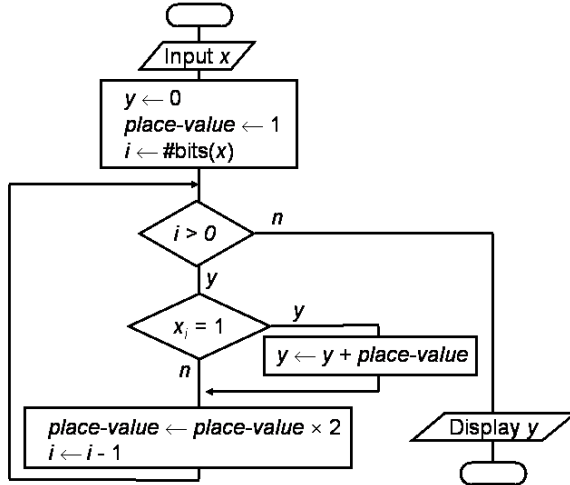 Input x
y ← 0
place-value ← 1
i ← #bits(x)
i > 0
n
y
xᵢ = 1
y
y ← y + place-value
n
place-value ← place-value × 2
i ← i - 1
Display y